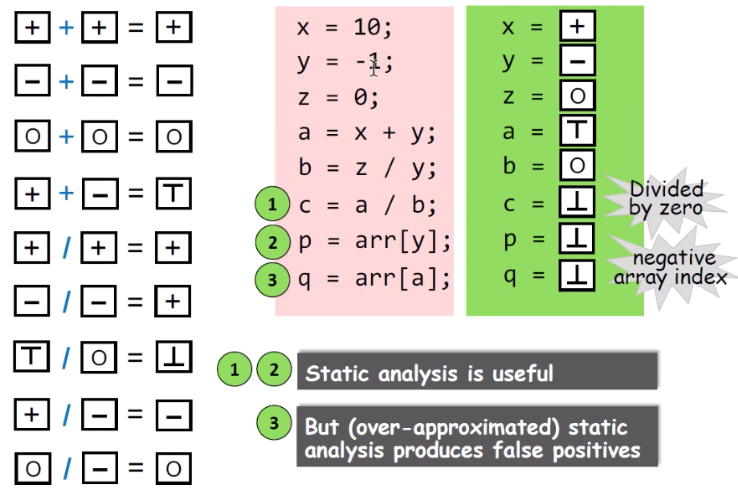 + + + = +
− + − = −
O + O = O
+ + − = ⊤
+ / + = +
− / − = +
⊤ / O = ⊥
+ / − = −
O / − = O
x = 10;
y = -1;
z = 0;
a = x + y;
b = z / y;
1 c = a / b;
2 p = arr[y];
3 q = arr[a];
x = +
y = −
z = O
a = ⊤
b = O
c = ⊥
p = ⊥
q = ⊥
Divided
by zero
negative
array index
1 2 Static analysis is useful
3 But (over-approximated) static
analysis produces false positives